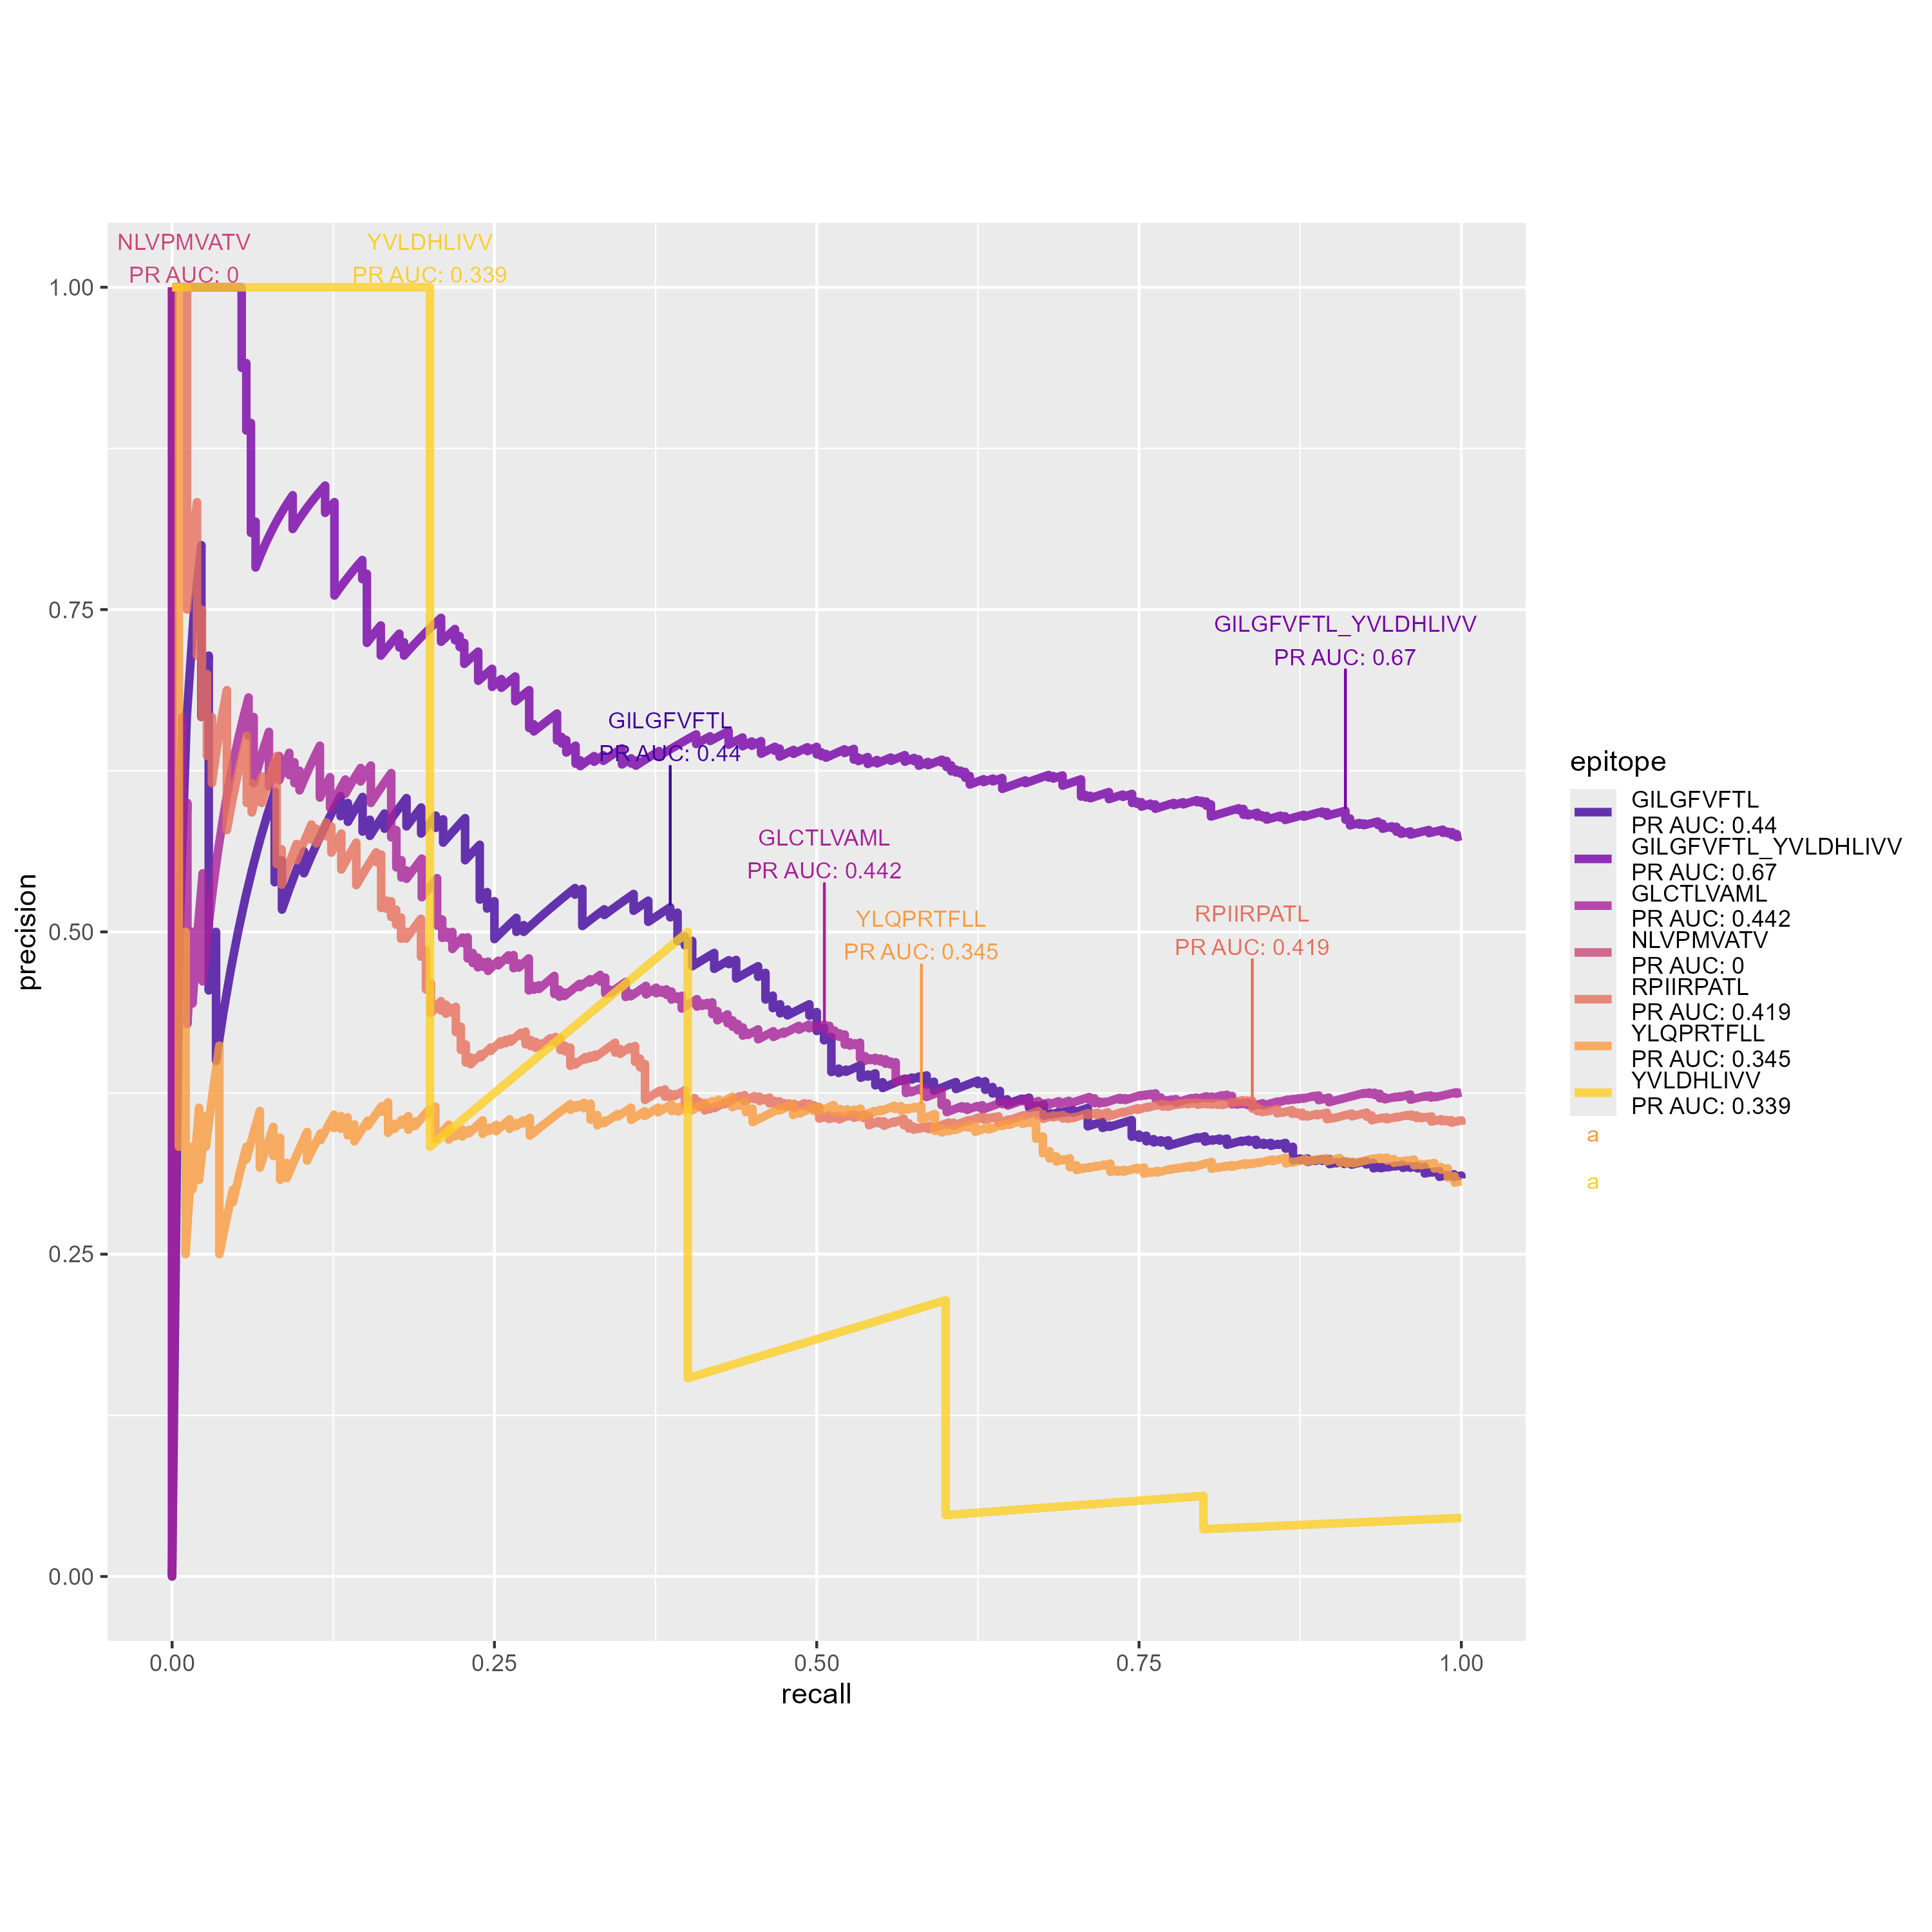 NLVPMVATV
PR AUC: 0
YVLDHLIVV
PR AUC: 0.339
GILGFVFTL_YVLDHLIVV
PR AUC: 0.67
GILGFVFTL
PR AUC: 0.44
GLCTLVAML
PR AUC: 0.442
YLQPRTFLL
PR AUC: 0.345
RPIIRPATL
PR AUC: 0.419
1.00
0.75
0.50
0.25
0.00
precision
0.00
0.25
0.50
0.75
1.00
recall
epitope
GILGFVFTL
PR AUC: 0.44
GILGFVFTL_YVLDHLIVV
PR AUC: 0.67
GLCTLVAML
PR AUC: 0.442
NLVPMVATV
PR AUC: 0
RPIIRPATL
PR AUC: 0.419
YLQPRTFLL
PR AUC: 0.345
YVLDHLIVV
PR AUC: 0.339
a
a